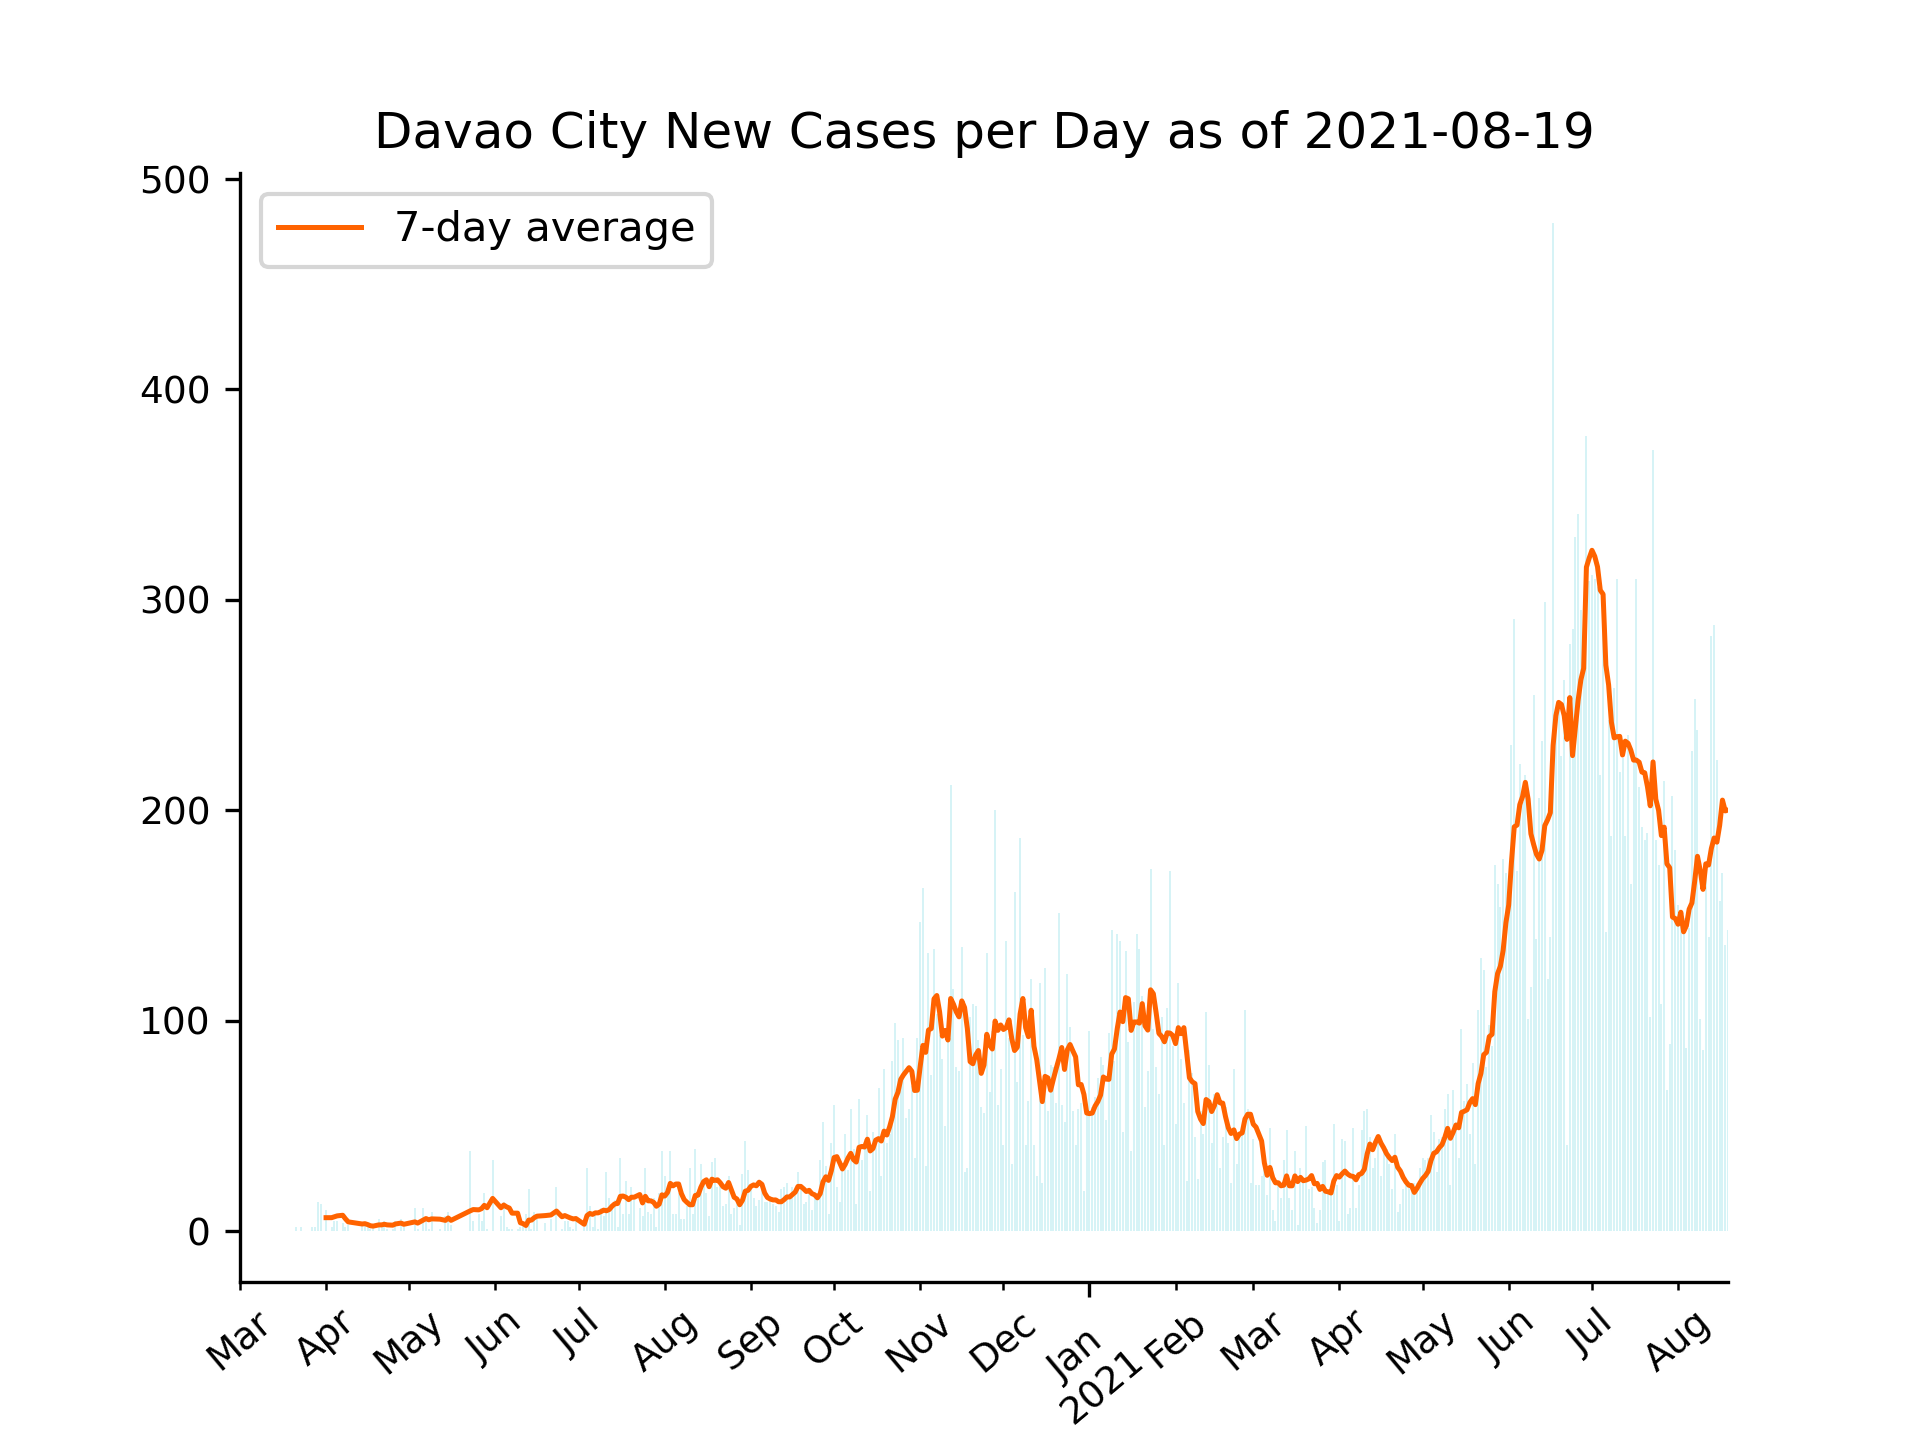 Davao City New Cases per Day as of 2021-08-19
7-day average
500
400
300
200
100
0
Mar Apr May Jun Jul Aug Sep Oct Nov Dec Jan Feb Mar Apr May Jun Jul Aug
2021